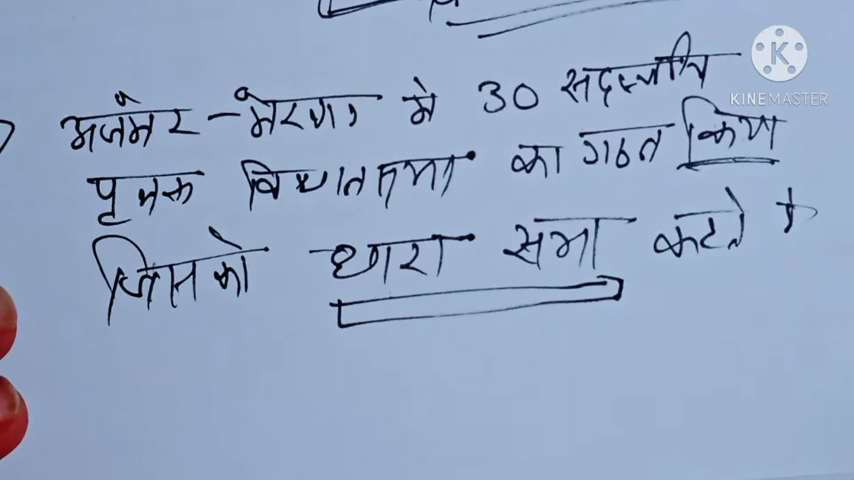 अजमेर-मेरवाड़ा मे 30 सदस्यीय
पृथक विधानसभा का गठन किया
जिसको धारा सभा कहते है
KINEMASTER